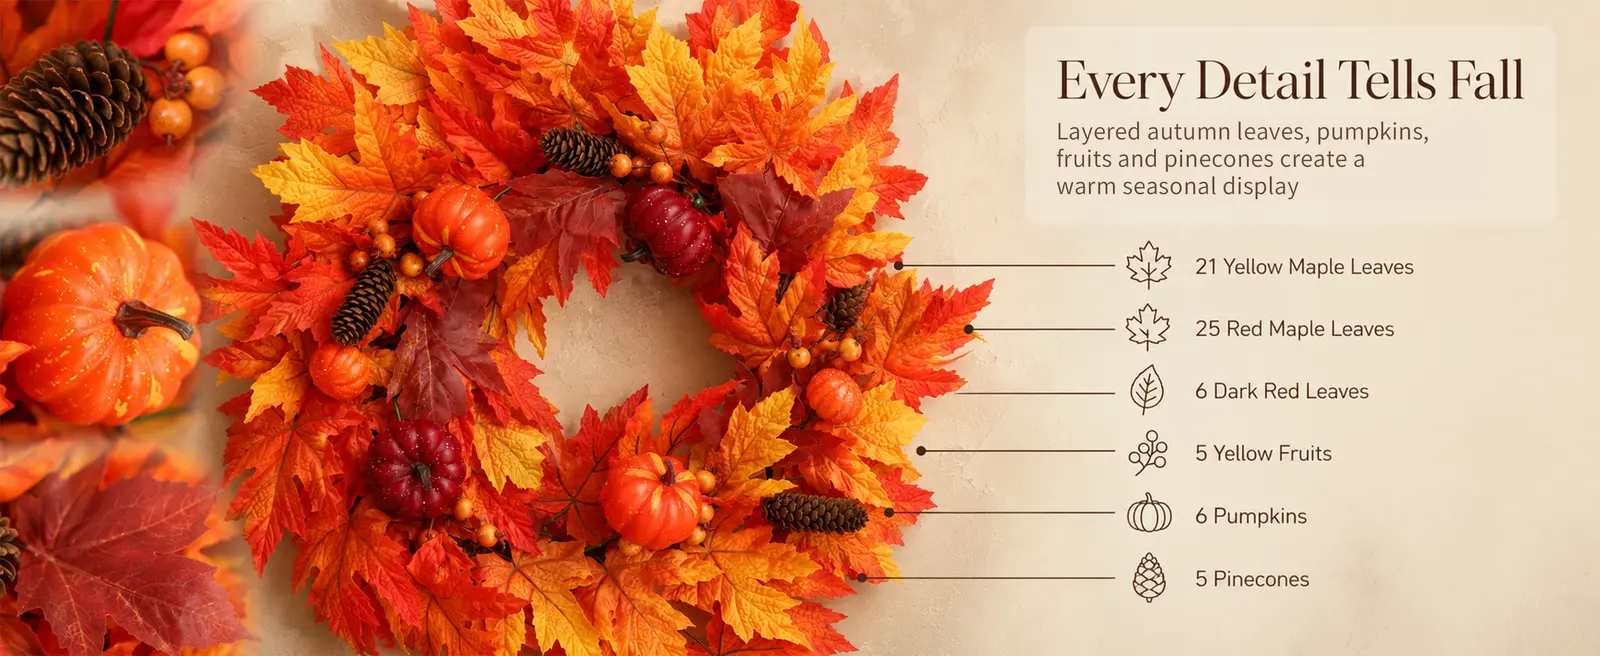 Every Detail Tells Fall
Layered autumn leaves, pumpkins,
fruits and pinecones create a
warm seasonal display
21 Yellow Maple Leaves
25 Red Maple Leaves
6 Dark Red Leaves
5 Yellow Fruits
6 Pumpkins
5 Pinecones